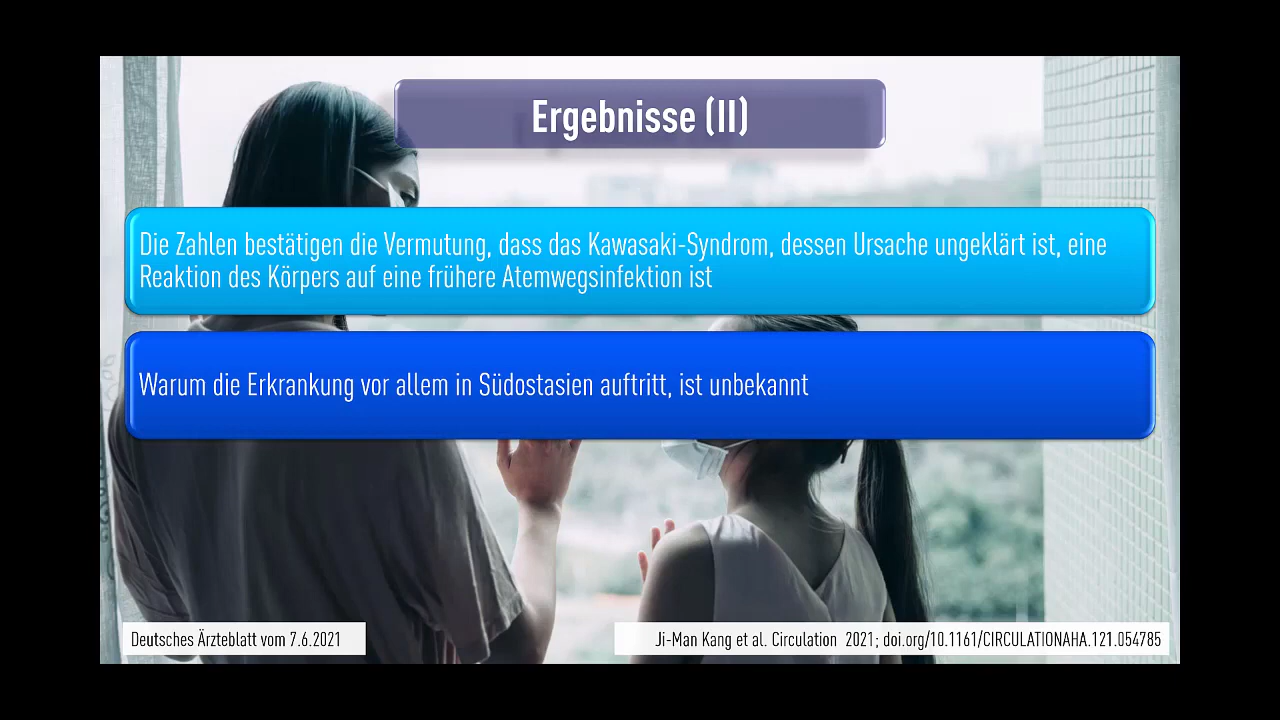 Ergebnisse (II)
Die Zahlen bestätigen die Vermutung, dass das Kawasaki-Syndrom, dessen Ursache ungeklärt ist, eine
Reaktion des Körpers auf eine frühere Atemwegsinfektion ist
Warum die Erkrankung vor allem in Südostasien auftritt, ist unbekannt
Deutsches Ärzteblatt vom 7.6.2021
Ji-Man Kang et al. Circulation 2021; doi.org/10.1161/CIRCULATIONAHA.121.054785